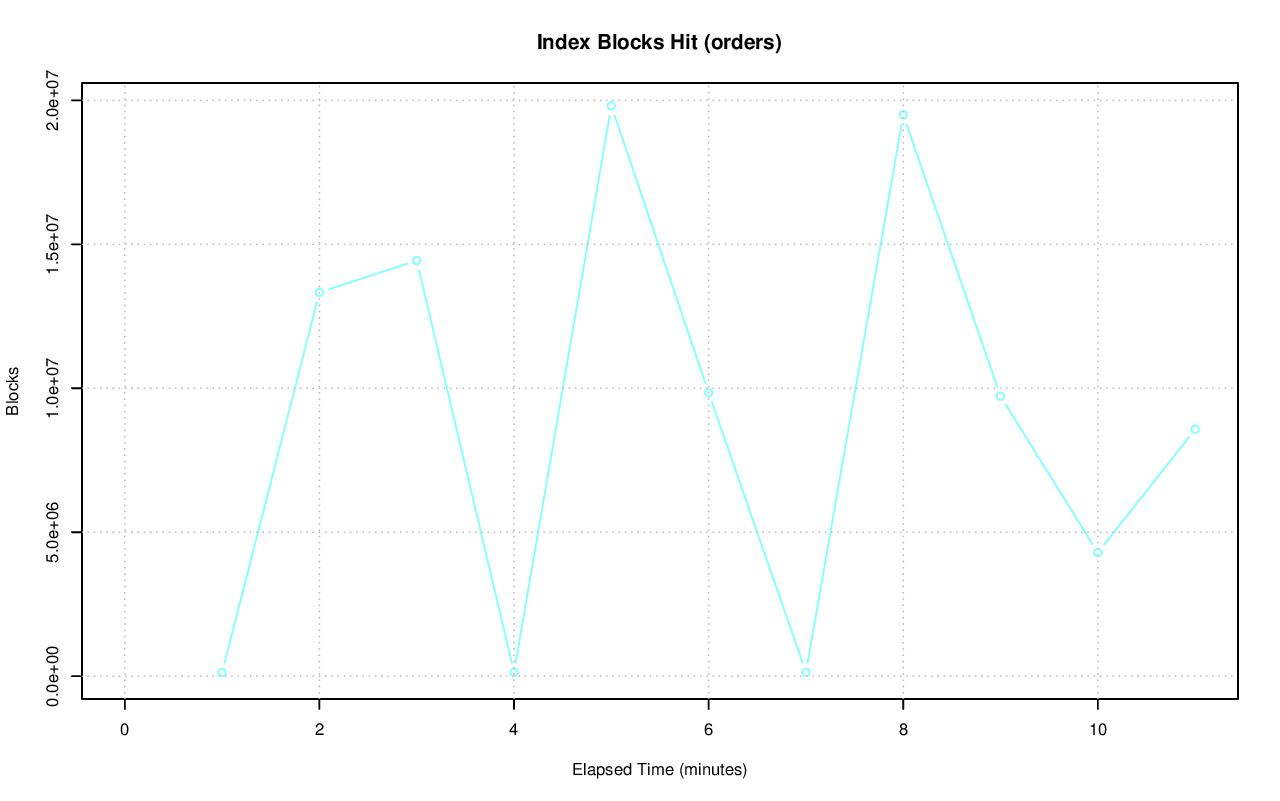 Index Blocks Hit (orders)
2.0e+07
1.5e+07
1.0e+07
5.0e+06
0.0e+00
Blocks
0 2 4 6 8 10
Elapsed Time (minutes)